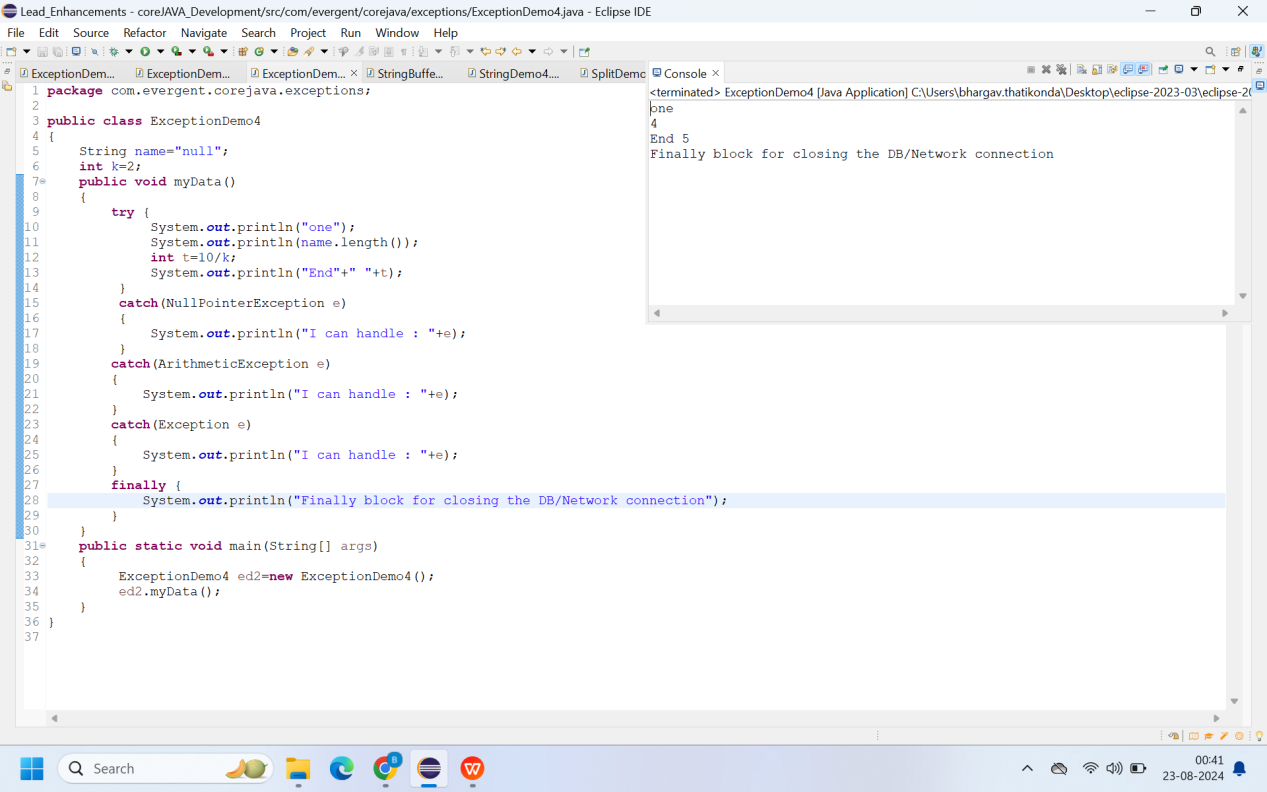 Lead_Enhancements - coreJAVA_Development/src/com/evergent/corejava/exceptions/ExceptionDemo4.java - Eclipse IDE
File Edit Source Refactor Navigate Search Project Run Window Help
ExceptionDem... ExceptionDem... ExceptionDem... StringBuffe... StringDemo4.... SplitDemo
1 package com.evergent.corejava.exceptions;
2
3 public class ExceptionDemo4
4 {
5 String name="null";
6 int k=2;
7 public void myData()
8 {
9 try {
10 System.out.println("one");
11 System.out.println(name.length());
12 int t=10/k;
13 System.out.println("End"+" "+t);
14 }
15 catch(NullPointerException e)
16 {
17 System.out.println("I can handle : "+e);
18 }
19 catch(ArithmeticException e)
20 {
21 System.out.println("I can handle : "+e);
22 }
23 catch(Exception e)
24 {
25 System.out.println("I can handle : "+e);
26 }
27 finally {
28 System.out.println("Finally block for closing the DB/Network connection");
29 }
30 }
31 public static void main(String[] args)
32 {
33 ExceptionDemo4 ed2=new ExceptionDemo4();
34 ed2.myData();
35 }
36 }
37
Console
<terminated> ExceptionDemo4 [Java Application] C:\Users\bhargav.thatikonda\Desktop\eclipse-2023-03\eclipse-20
one
4
End 5
Finally block for closing the DB/Network connection
Search
B
00:41
23-08-2024